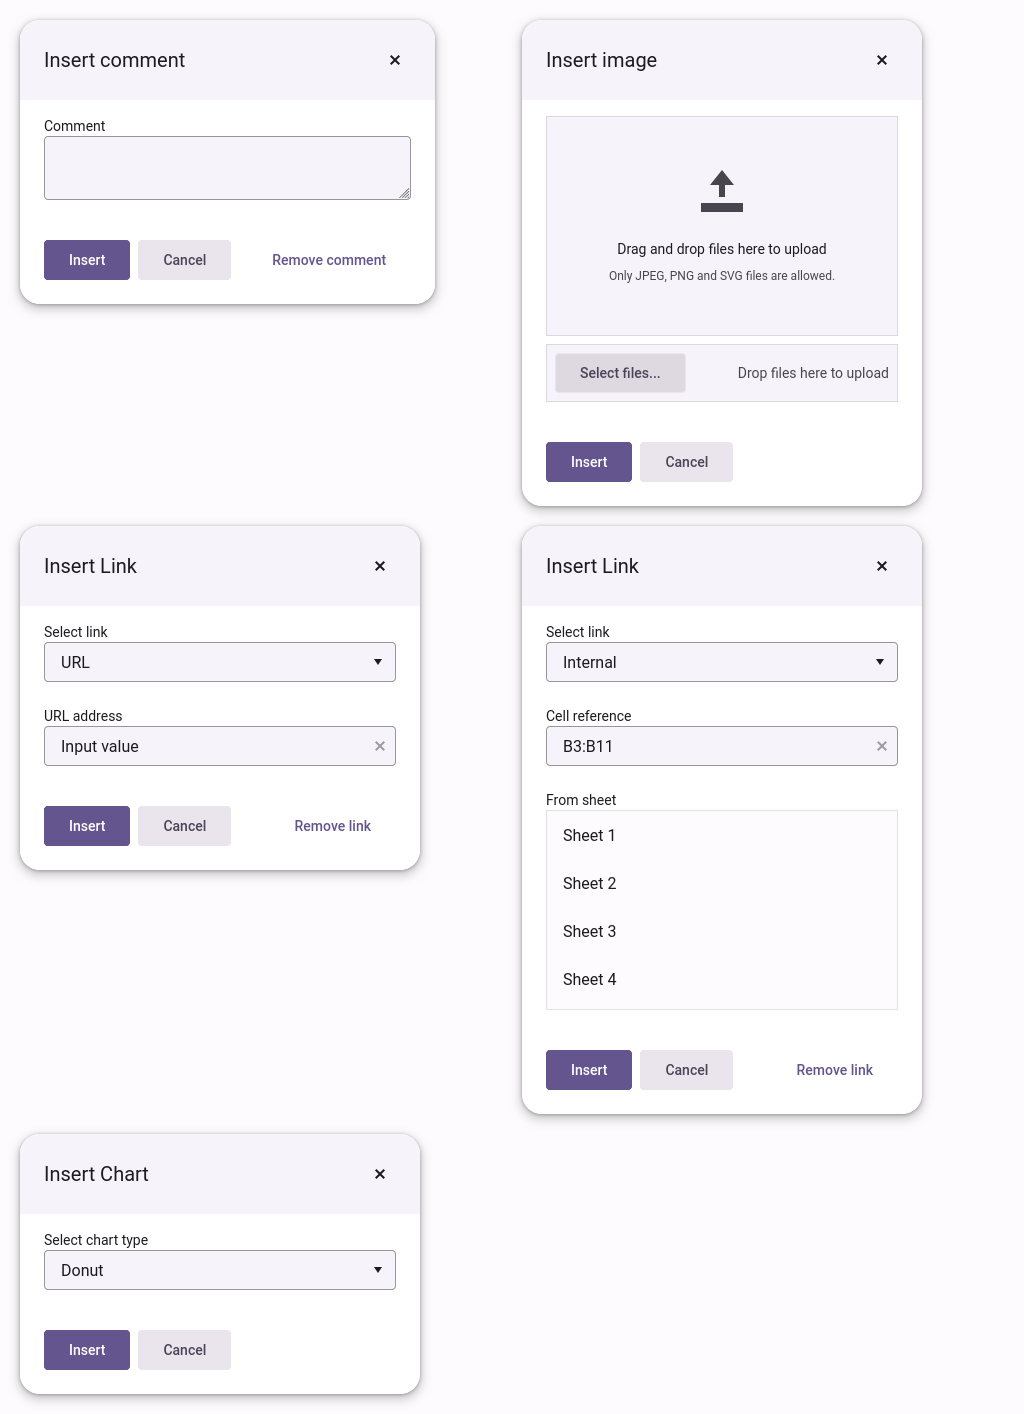 Insert comment
Comment
Insert
Cancel
Remove comment
Insert image
Drag and drop files here to upload
Only JPEG, PNG and SVG files are allowed.
Select files...
Drop files here to upload
Insert
Cancel
Insert Link
Select link
URL
URL address
Input value
Insert
Cancel
Remove link
Insert Link
Select link
Internal
Cell reference
B3:B11
From sheet
Sheet 1
Sheet 2
Sheet 3
Sheet 4
Insert
Cancel
Remove link
Insert Chart
Select chart type
Donut
Insert
Cancel